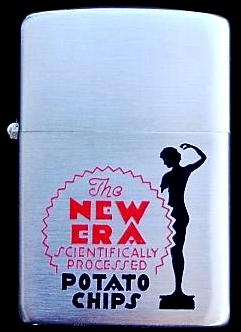 The
NEW
ERA
SCIENTIFICALLY
PROCESSED
POTATO
CHIPS